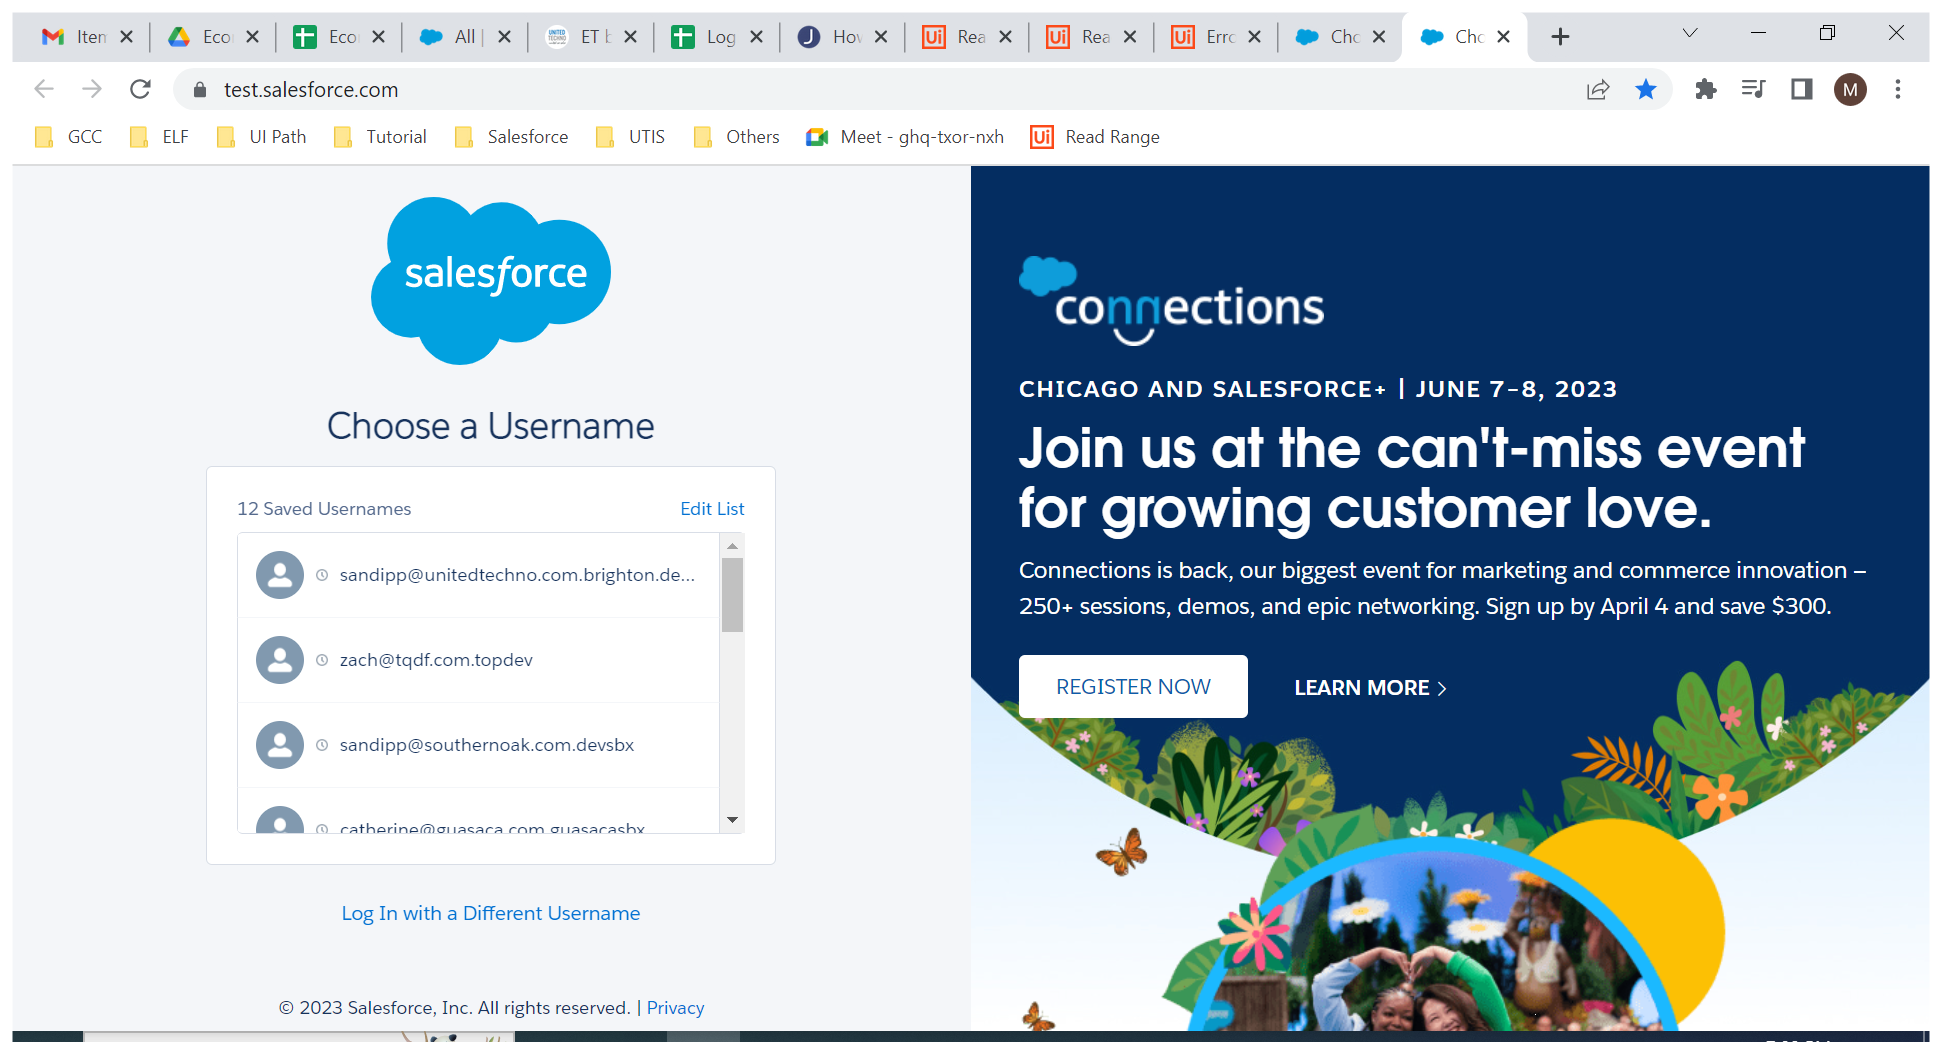 Item
Eco
Eco
All |
ET b
Log
Hov
Rea
Rea
Erro
Cho
Cho
test.salesforce.com
M
GCC
ELF
UI Path
Tutorial
Salesforce
UTIS
Others
Meet - ghq-txor-nxh
Ui Read Range
salesforce
Choose a Username
12 Saved Usernames
Edit List
sandipp@unitedtechno.com.brighton.de...
zach@tqdf.com.topdev
sandipp@southernoak.com.devsbx
catherine@guasaca.com.guasacasbx
Log In with a Different Username
© 2023 Salesforce, Inc. All rights reserved. | Privacy
connections
CHICAGO AND SALESFORCE+ | JUNE 7–8, 2023
Join us at the can't-miss event
for growing customer love.
Connections is back, our biggest event for marketing and commerce innovation –
250+ sessions, demos, and epic networking. Sign up by April 4 and save $300.
REGISTER NOW
LEARN MORE >